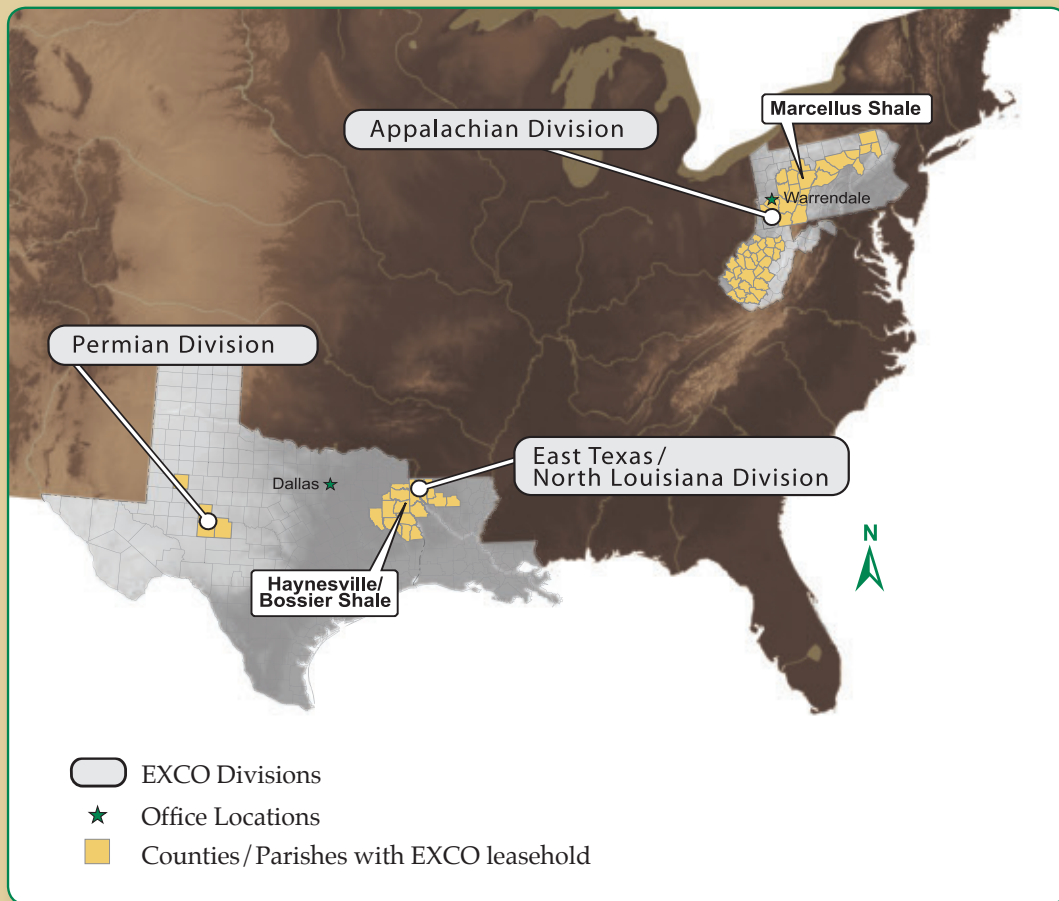 Marcellus Shale
Appalachian Division
Warrendale
Permian Division
East Texas /
North Louisiana Division
Dallas
N
Haynesville/
Bossier Shale
EXCO Divisions
Office Locations
Counties/Parishes with EXCO leasehold